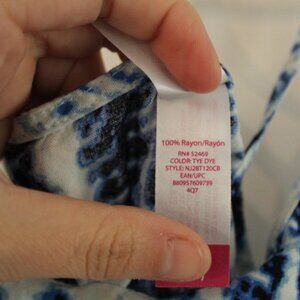 100% Rayon/Rayón
RN# 52469
COLOR: TYE DYE
STYLE: NJ2BT120CB
EAN/UPC
880957609739
4Q7